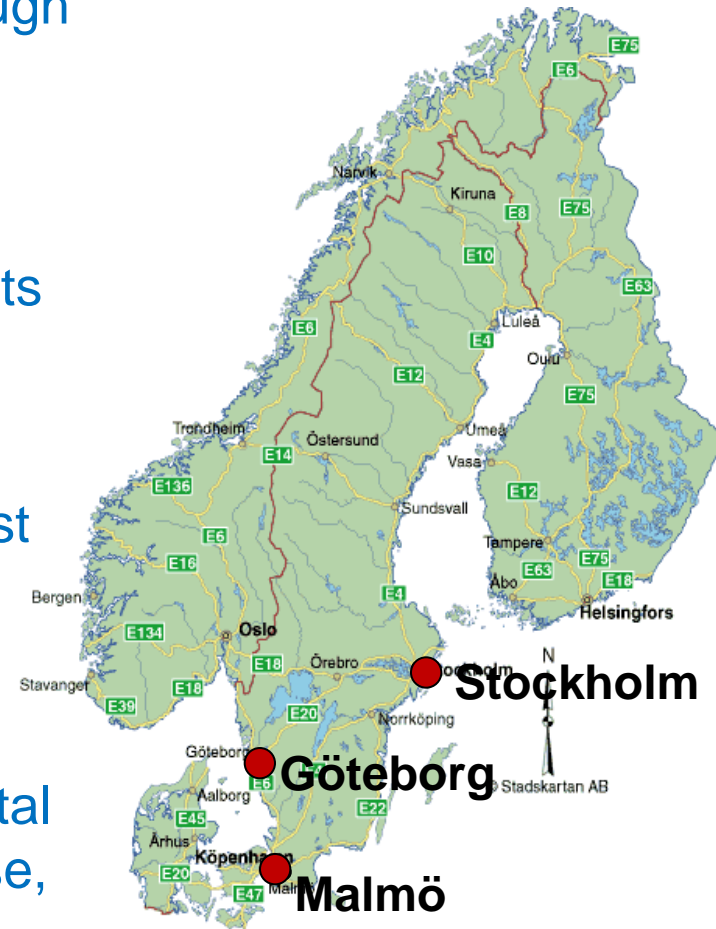 ugh
E75
E6
Narvik
Kiruna
E8
E75
E10
ts
E63
E6
Luleå
E4
Oulu
E12
E75
Trondheim
Umeå
Östersund
E14
Vasa
E136
E12
Sundsvall
st
E6
Tampere
E16
E75
E63
E18
Åbo
E4
Bergen
Helsingfors
E134
Oslo
N
E18
Örebro
Stockholm
Stavanger
E18
E39
E20
Norrköping
Göteborg
Göteborg
E6
Stadskartan AB
Aalborg
tal
E45
E22
Århus
Köpenhamn
E20
se,
E47
Malmö